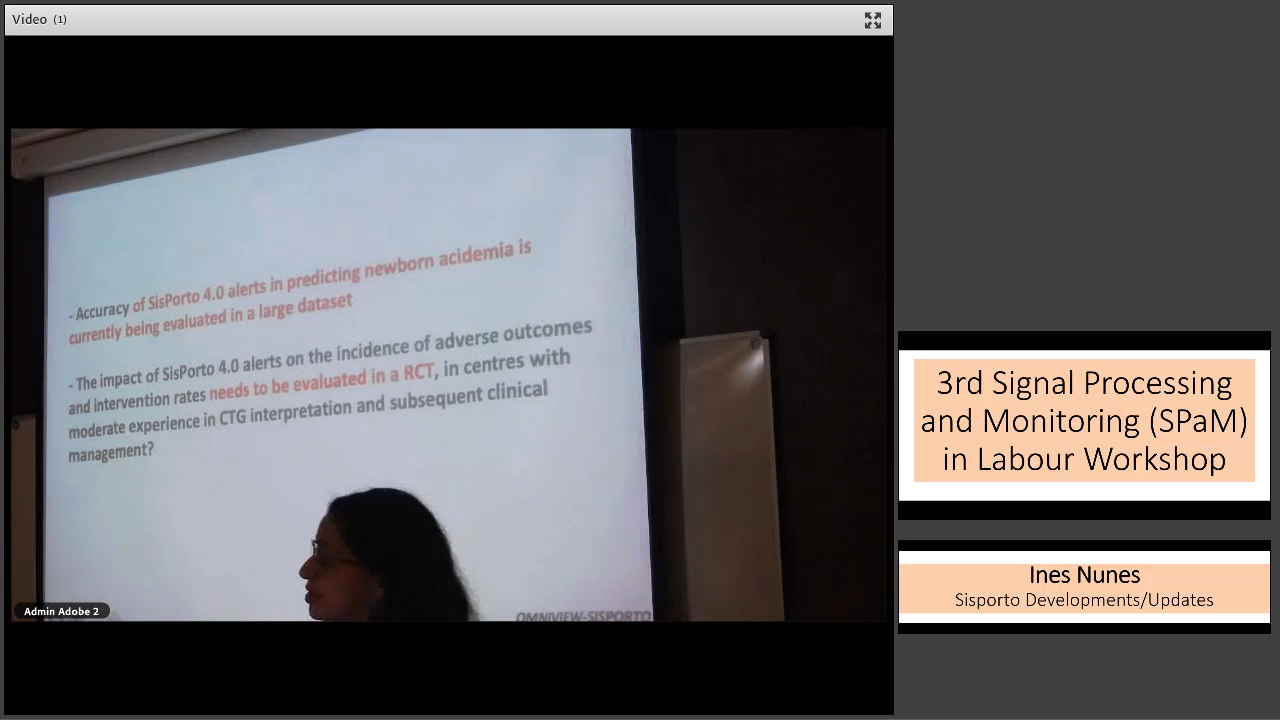 Video (1)
- Accuracy of SisPorto 4.0 alerts in predicting newborn acidemia is
currently being evaluated in a large dataset
- The impact of SisPorto 4.0 alerts on the incidence of adverse outcomes
and intervention rates needs to be evaluated in a RCT, in centres with
moderate experience in CTG interpretation and subsequent clinical
management?
OMNIVIEW-SISPORTO
Admin Adobe 2
3rd Signal Processing
and Monitoring (SPaM)
in Labour Workshop
Ines Nunes
Sisporto Developments/Updates